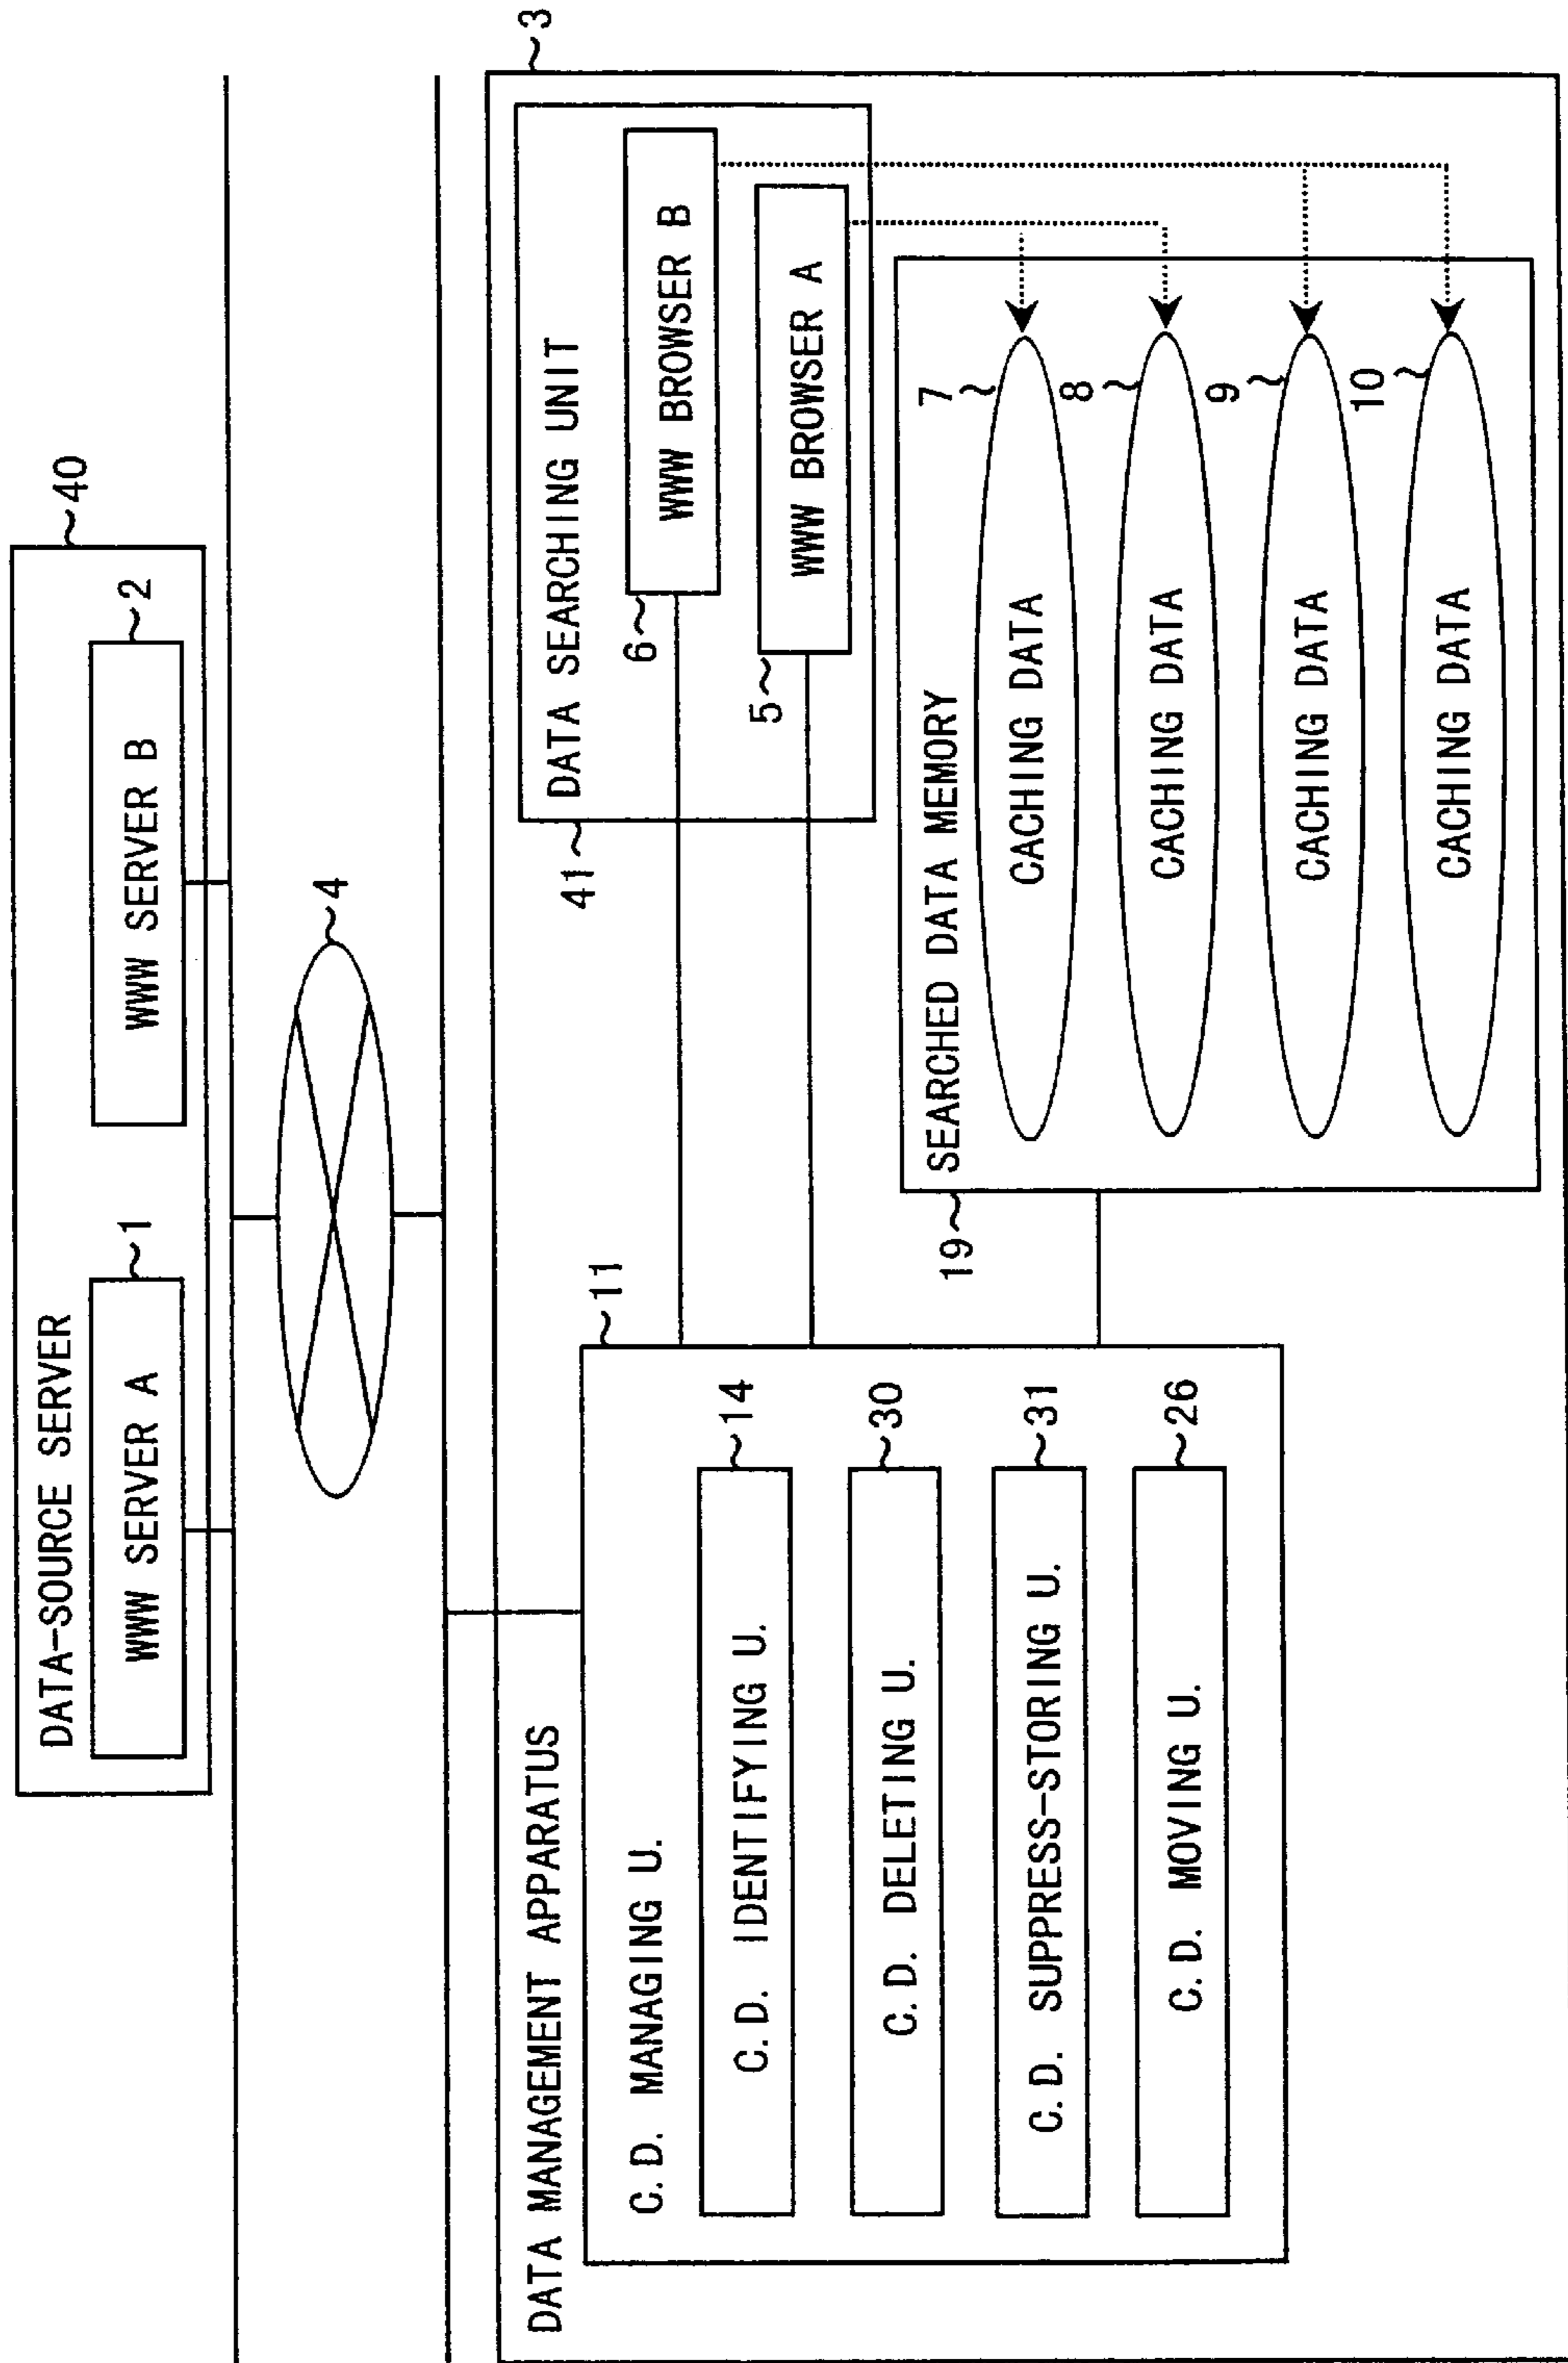 DATA-SOURCE SERVER
40
WWW SERVER A
1
WWW SERVER B
2
4
3
DATA MANAGEMENT APPARATUS
C.D. MANAGING U.
11
C.D. IDENTIFYING U.
14
C.D. DELETING U.
30
C.D. SUPPRESS-STORING U.
31
C.D. MOVING U.
26
41
DATA SEARCHING UNIT
6
WWW BROWSER B
5
WWW BROWSER A
19
SEARCHED DATA MEMORY
CACHING DATA
7
CACHING DATA
8
CACHING DATA
9
CACHING DATA
10